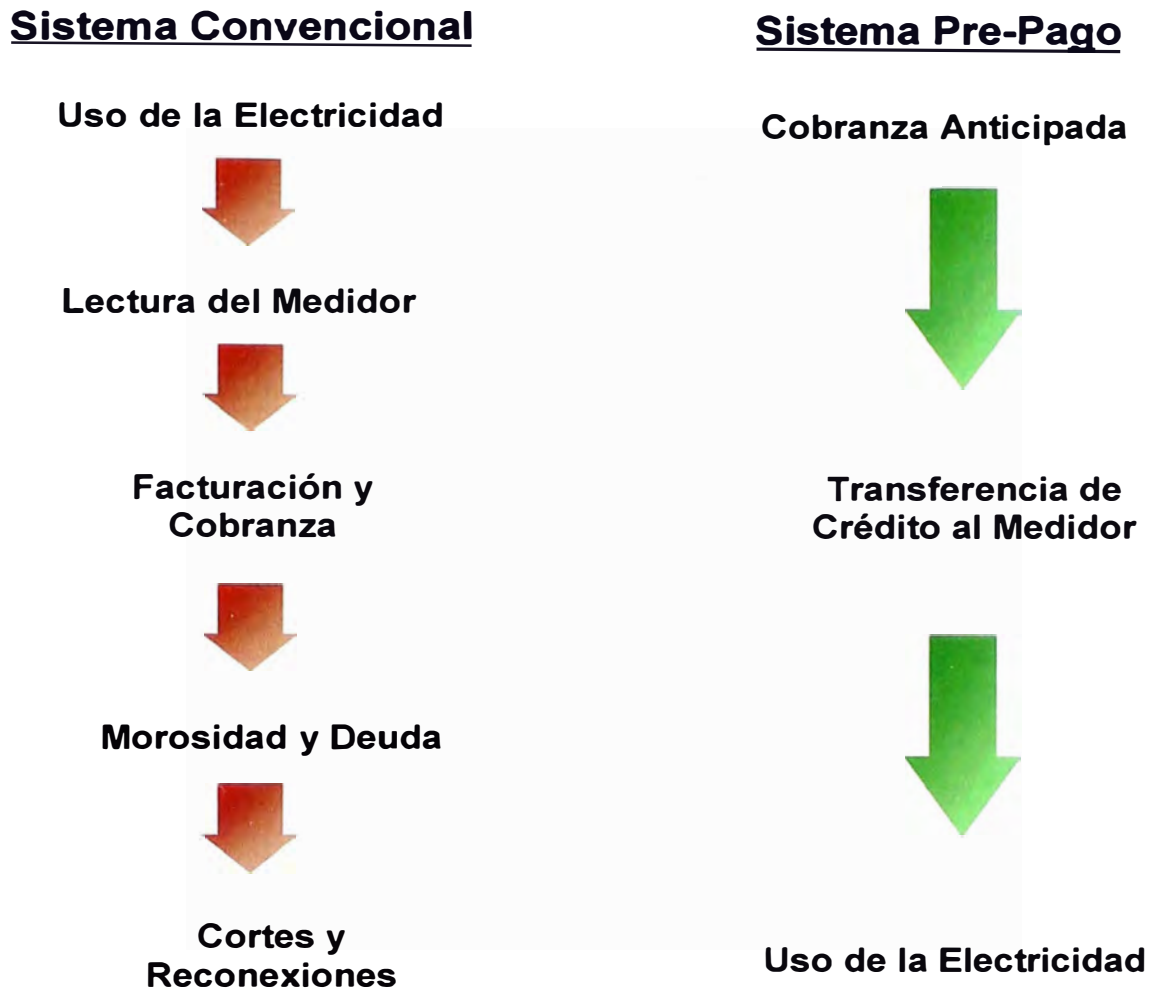 Sistema Convencional
Uso de la Electricidad
Lectura del Medidor
Facturación y
Cobranza
Morosidad y Deuda
Cortes y
Reconexiones
Sistema Pre-Pago
Cobranza Anticipada
Transferencia de
Crédito al Medidor
Uso de la Electricidad